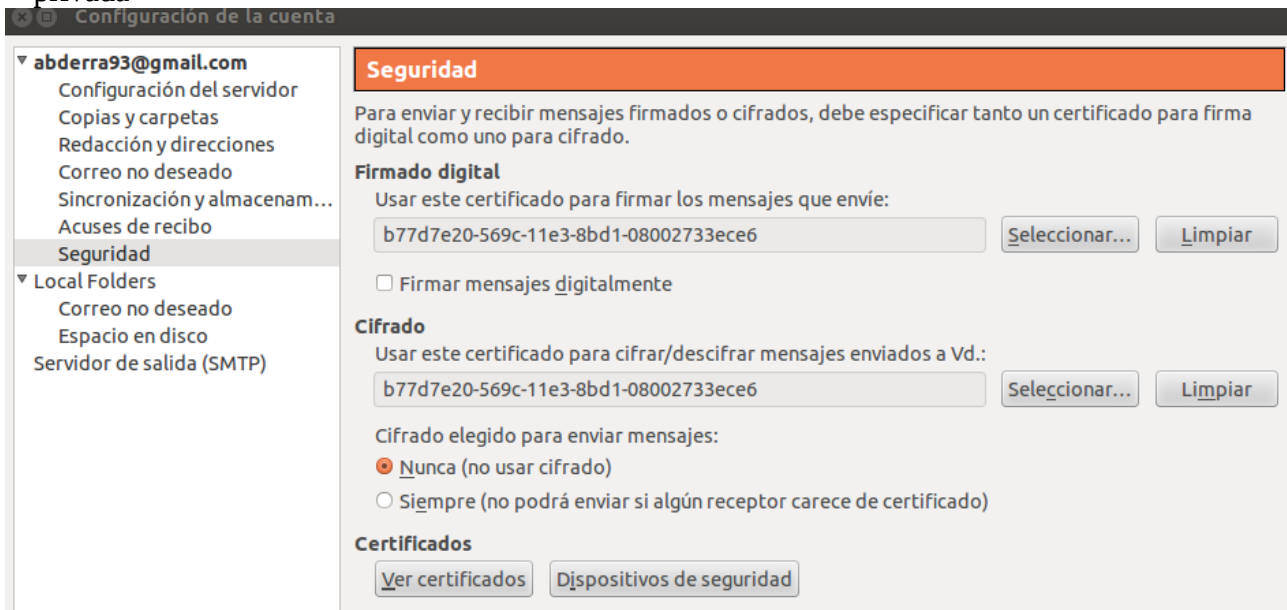 privada
Configuración de la cuenta
abderra93@gmail.com
Configuración del servidor
Copias y carpetas
Redacción y direcciones
Correo no deseado
Sincronización y almacenam...
Acuses de recibo
Seguridad
Local Folders
Correo no deseado
Espacio en disco
Servidor de salida (SMTP)
Seguridad
Para enviar y recibir mensajes firmados o cifrados, debe especificar tanto un certificado para firma
digital como uno para cifrado.
Firmado digital
Usar este certificado para firmar los mensajes que envíe:
b77d7e20-569c-11e3-8bd1-08002733ece6 Seleccionar... Limpiar
Firmar mensajes digitalmente
Cifrado
Usar este certificado para cifrar/descifrar mensajes enviados a Vd.:
b77d7e20-569c-11e3-8bd1-08002733ece6 Seleccionar... Limpiar
Cifrado elegido para enviar mensajes:
Nunca (no usar cifrado)
Siempre (no podrá enviar si algún receptor carece de certificado)
Certificados
Ver certificados Dispositivos de seguridad